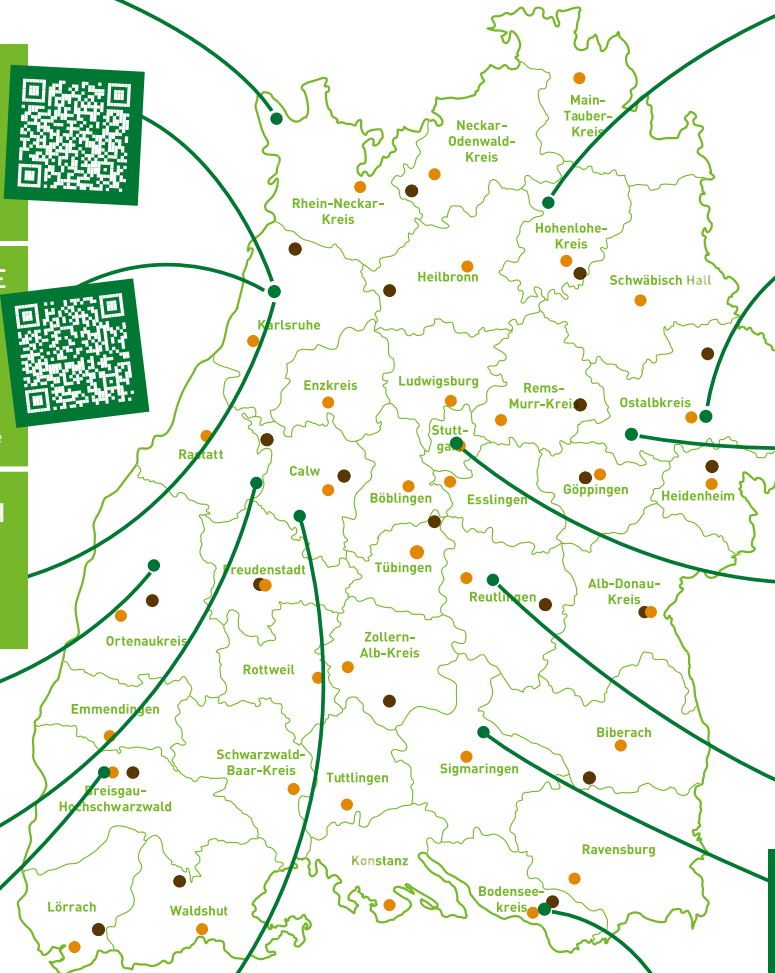 Main-
Tauber-
Kreis
Neckar-
Odenwald-
Kreis
Rhein-Neckar-
Kreis
Hohenlohe-
Kreis
Heilbronn
Schwäbisch Hall
E
Karlsruhe
Enzkreis
Ludwigsburg
Rems-
Murr-Kreis
Ostalbkreis
e
Stutt-
gart
Rastatt
Calw
Böblingen
Esslingen
Göppingen
Heidenheim
d
Freudenstadt
Tübingen
Reutlingen
Alb-Donau-
Kreis
Ortenaukreis
Zollern-
Alb-Kreis
Rottweil
Emmendingen
Biberach
Schwarzwald-
Baar-Kreis
Tuttlingen
Sigmaringen
Breisgau-
Hochschwarzwald
Konstanz
Ravensburg
Bodensee-
kreis
Lörrach
Waldshut